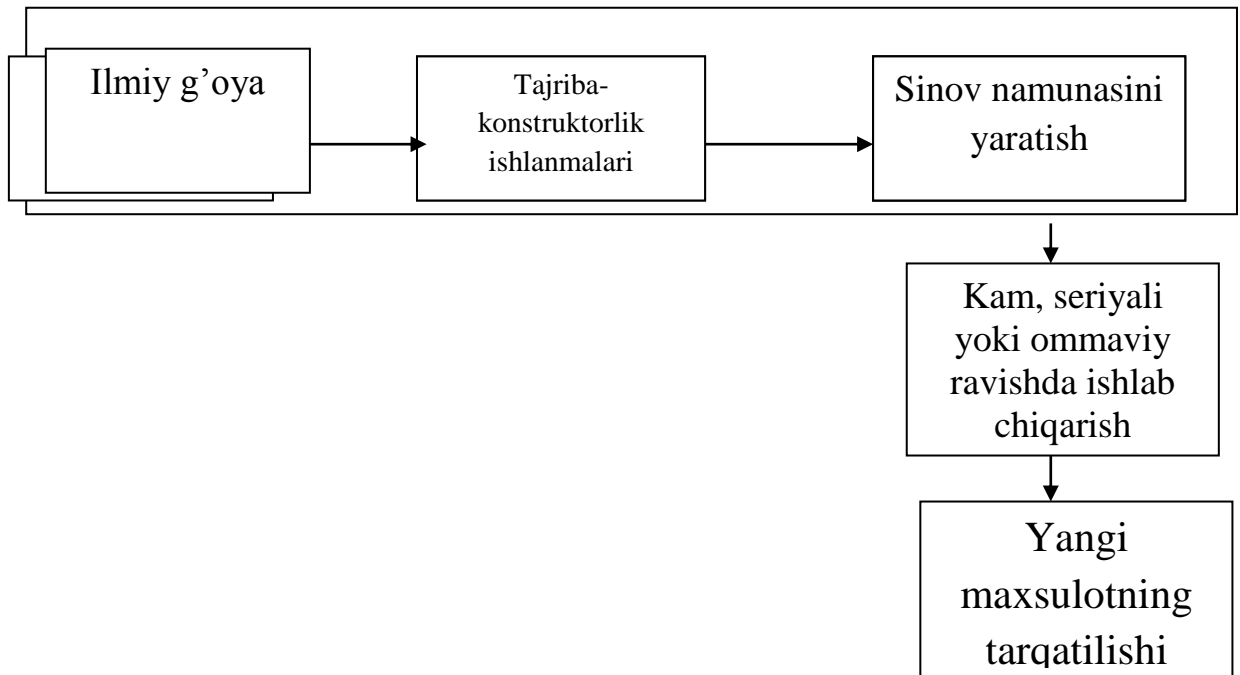 Ilmiy g’oya
Tajriba-
konstruktorlik
ishlanmalari
Sinov namunasini
yaratish
Kam, seriyali
yoki ommaviy
ravishda ishlab
chiqarish
Yangi
maxsulotning
tarqatilishi